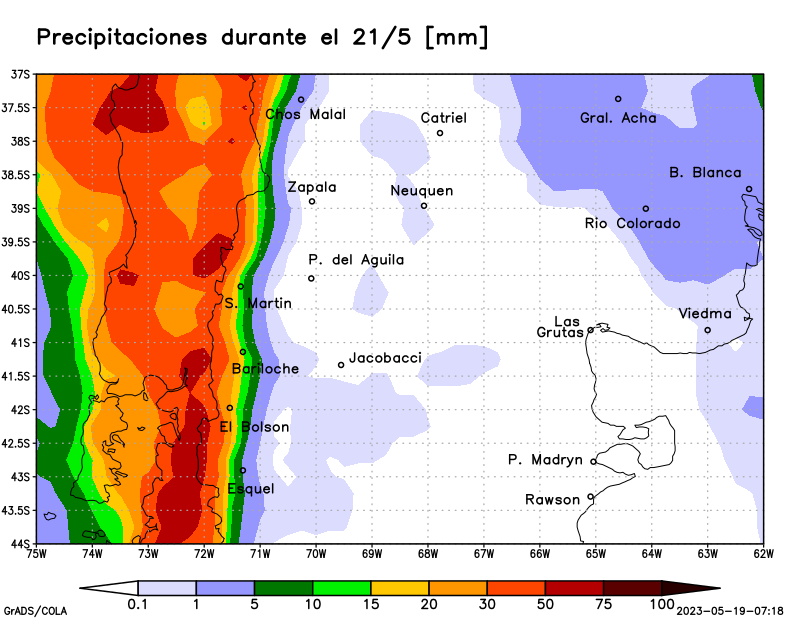 Precipitaciones durante el 21/5 [mm]
37S
37.5S
Chos Malal
Catriel
Gral. Acha
38S
38.5S
B. Blanca
Zapala
Neuquen
39S
Rio Colorado
39.5S
P. del Aguila
40S
S. Martin
40.5S
Viedma
Las
Grutas
41S
Jacobacci
Bariloche
41.5S
42S
El Bolson
42.5S
P. Madryn
43S
Esquel
Rawson
43.5S
44S
75W 74W 73W 72W 71W 70W 69W 68W 67W 66W 65W 64W 63W 62W
0.1 1 5 10 15 20 30 50 75 100
GrADS/COLA
2023-05-19-07:18